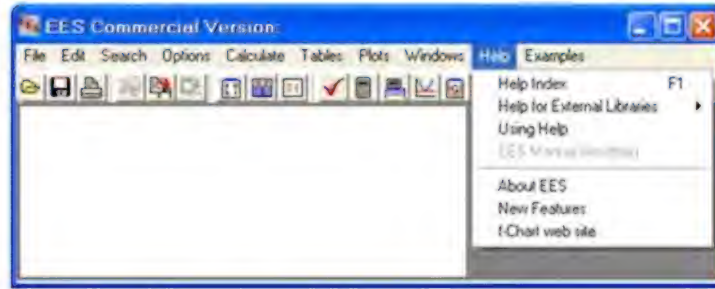 EES Commercial Version:
File Edit Search Options Calculate Tables Plots Windows Help Examples
Help Index F1
Help for External Libraries
Using Help
About EES
New Features
f-Chart web site